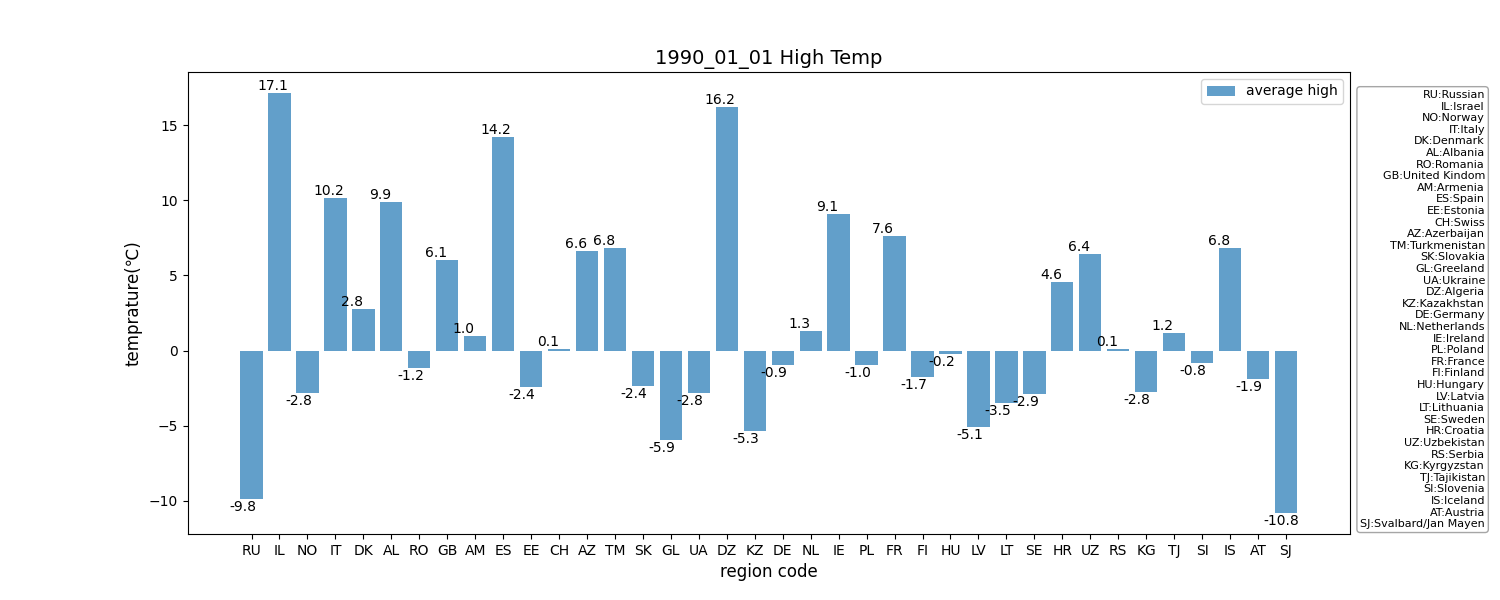 1990_01_01 High Temp
average high
temprature(℃)
15
10
5
0
−5
−10
-9.8
17.1
-2.8
10.2
2.8
9.9
-1.2
6.1
1.0
14.2
-2.4
0.1
6.6
6.8
-2.4
-5.9
-2.8
16.2
-5.3
-0.9
1.3
9.1
-1.0
7.6
-1.7
-0.2
-5.1
-3.5
-2.9
4.6
6.4
0.1
-2.8
1.2
-0.8
6.8
-1.9
-10.8
RU IL NO IT DK AL RO GB AM ES EE CH AZ TM SK GL UA DZ KZ DE NL IE PL FR FI HU LV LT SE HR UZ RS KG TJ SI IS AT SJ
region code
RU:Russian
IL:Israel
NO:Norway
IT:Italy
DK:Denmark
AL:Albania
RO:Romania
GB:United Kindom
AM:Armenia
ES:Spain
EE:Estonia
CH:Swiss
AZ:Azerbaijan
TM:Turkmenistan
SK:Slovakia
GL:Greeland
UA:Ukraine
DZ:Algeria
KZ:Kazakhstan
DE:Germany
NL:Netherlands
IE:Ireland
PL:Poland
FR:France
FI:Finland
HU:Hungary
LV:Latvia
LT:Lithuania
SE:Sweden
HR:Croatia
UZ:Uzbekistan
RS:Serbia
KG:Kyrgyzstan
TJ:Tajikistan
SI:Slovenia
IS:Iceland
AT:Austria
SJ:Svalbard/Jan Mayen